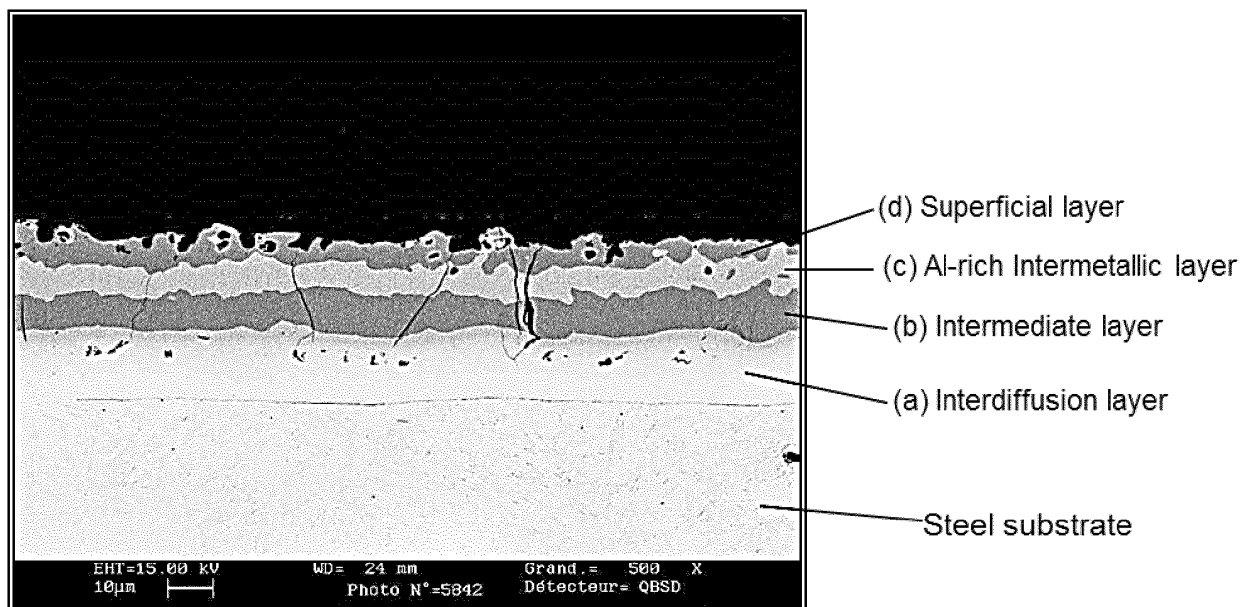 (d) Superficial layer
(c) Al-rich Intermetallic layer
(b) Intermediate layer
(a) Interdiffusion layer
Steel substrate
EHT=15.00 kV WD= 24 mm Grand.= 500 X
10µm Photo N°=5842 Détecteur= QBSD